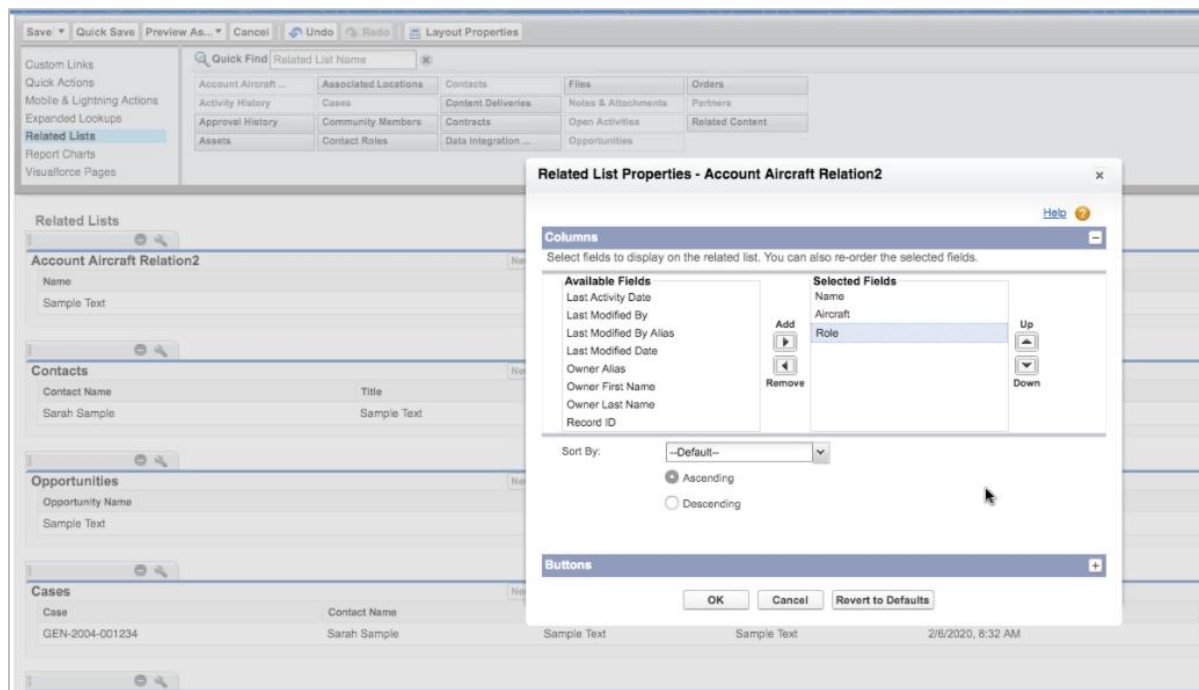 Save Quick Save Preview As... Cancel Undo Redo Layout Properties
Custom Links
Quick Actions
Mobile & Lightning Actions
Expanded Lookups
Related Lists
Report Charts
Visualforce Pages
Quick Find Related List Name
Account Aircraft ... Associated Locations Contacts Files Orders
Activity History Cases Content Deliveries Notes & Attachments Partners
Approval History Community Members Contracts Open Activities Related Content
Assets Contact Roles Data Integration ... Opportunities
Related Lists
Account Aircraft Relation2
Name
Sample Text
Contacts
Contact Name Title
Sarah Sample Sample Text
Opportunities
Opportunity Name
Sample Text
Cases
Case Contact Name
GEN-2004-001234 Sarah Sample Sample Text Sample Text 2/6/2020, 8:32 AM
Related List Properties - Account Aircraft Relation2
Help
Columns
Select fields to display on the related list. You can also re-order the selected fields.
Available Fields
Last Activity Date
Last Modified By
Last Modified By Alias
Last Modified Date
Owner Alias
Owner First Name
Owner Last Name
Record ID
Add
Remove
Selected Fields
Name
Aircraft
Role
Up
Down
Sort By: --Default--
Ascending
Descending
Buttons
OK Cancel Revert to Defaults